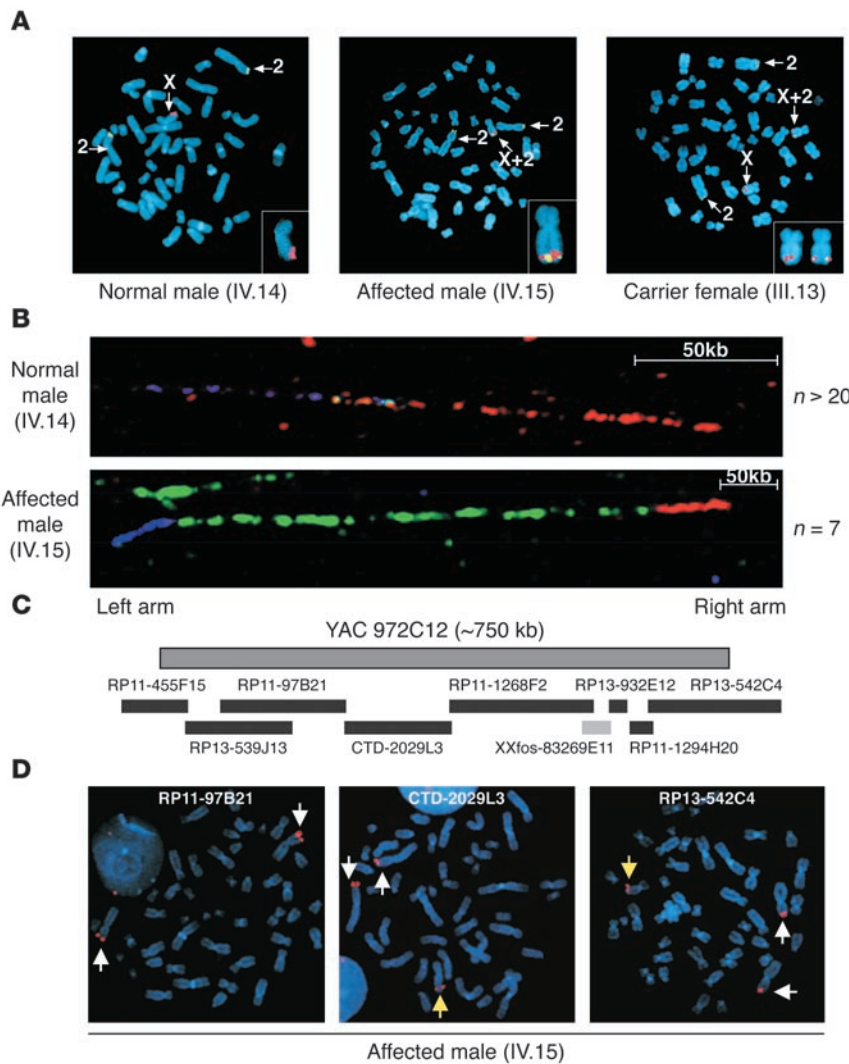 A
2
X
2
Normal male (IV.14)
2
2
X+2
Affected male (IV.15)
2
X+2
X
2
Carrier female (III.13)
B
Normal
male
(IV.14)
50kb
n > 20
Affected
male
(IV.15)
50kb
n = 7
Left arm
Right arm
C
YAC 972C12 (~750 kb)
RP11-455F15 RP11-97B21 RP11-1268F2 RP13-932E12 RP13-542C4
RP13-539J13 CTD-2029L3 XXfos-83269E11 RP11-1294H20
D
RP11-97B21 CTD-2029L3 RP13-542C4
Affected male (IV.15)